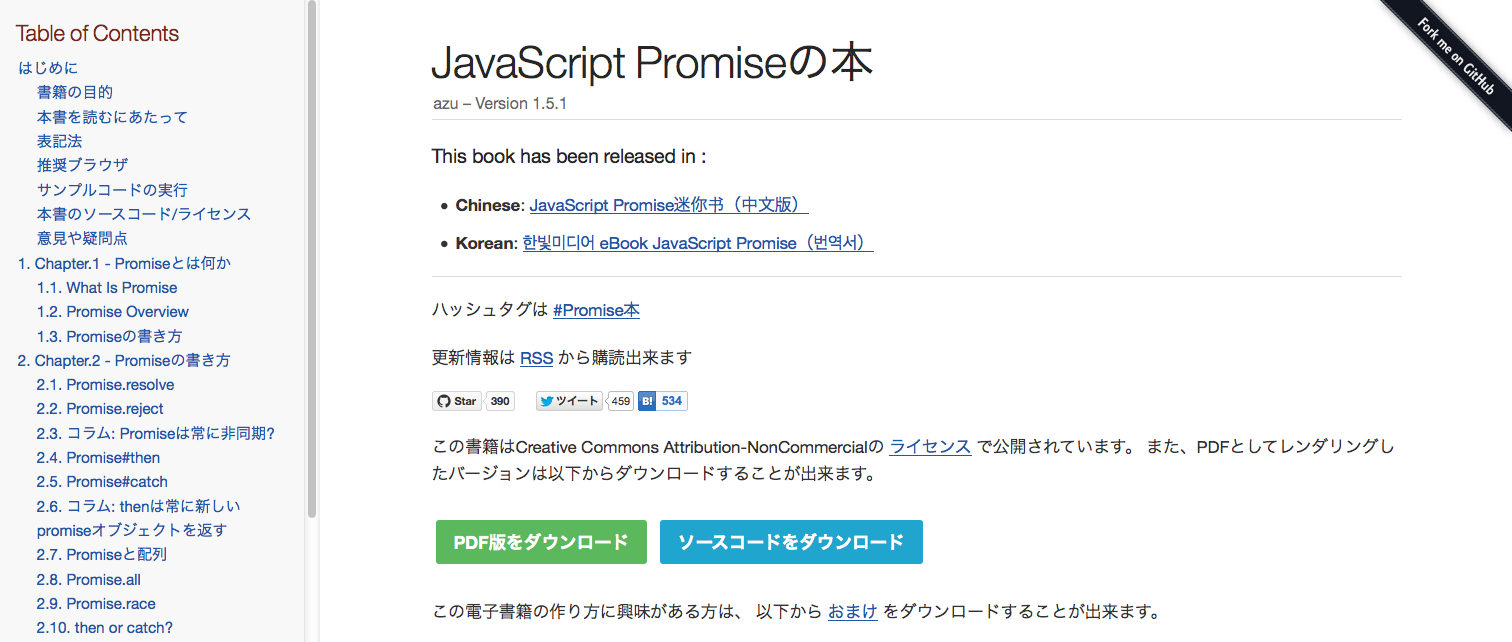 Table of Contents
はじめに
書籍の目的
本書を読むにあたって
表記法
推奨ブラウザ
サンプルコードの実行
本書のソースコード/ライセンス
意見や疑問点
1. Chapter.1 - Promiseとは何か
1.1. What Is Promise
1.2. Promise Overview
1.3. Promiseの書き方
2. Chapter.2 - Promiseの書き方
2.1. Promise.resolve
2.2. Promise.reject
2.3. コラム: Promiseは常に非同期?
2.4. Promise#then
2.5. Promise#catch
2.6. コラム: thenは常に新しい
promiseオブジェクトを返す
2.7. Promiseと配列
2.8. Promise.all
2.9. Promise.race
2.10. then or catch?
JavaScript Promiseの本
azu – Version 1.5.1
This book has been released in :
• Chinese: JavaScript Promise迷你书（中文版）
• Korean: 한빛미디어 eBook JavaScript Promise（번역서）
ハッシュタグは #Promise本
更新情報は RSS から購読出来ます
Star 390 ツイート 459 B! 534
この書籍はCreative Commons Attribution-NonCommercialの ライセンス で公開されています。 また、PDFとしてレンダリングし
たバージョンは以下からダウンロードすることが出来ます。
PDF版をダウンロード ソースコードをダウンロード
この電子書籍の作り方に興味がある方は、 以下から おまけ をダウンロードすることが出来ます。
Fork me on GitHub